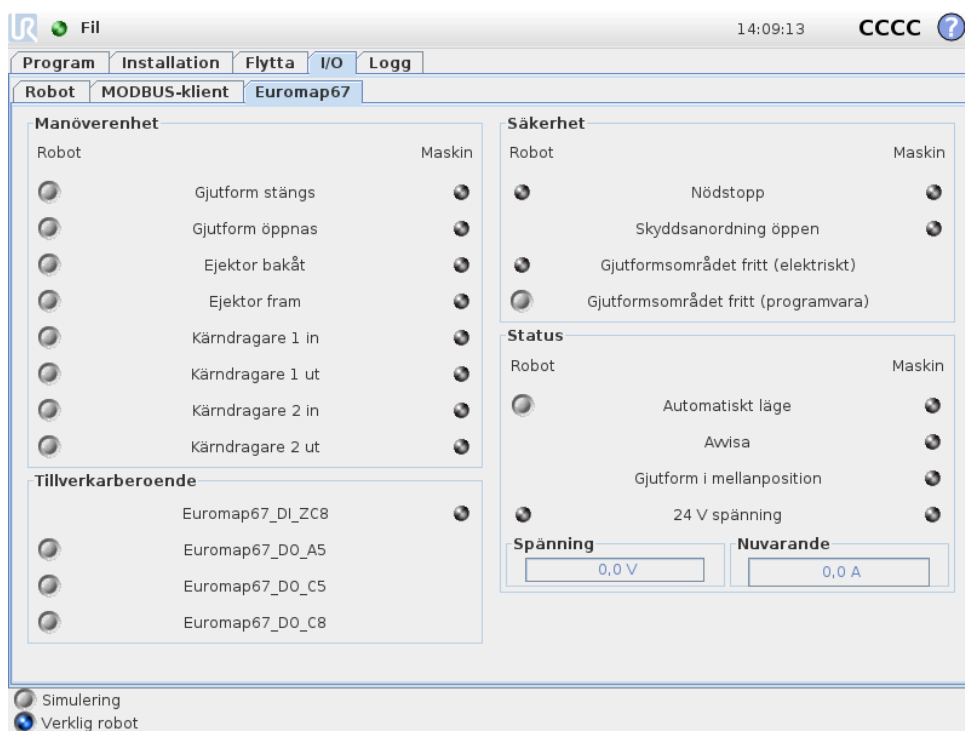 UR Fil 14:09:13 CCCC ?
Program Installation Flytta I/O Logg
Robot MODBUS-klient Euromap67
Manöverenhet
Robot Maskin
Gjutform stängs
Gjutform öppnas
Ejektor bakåt
Ejektor fram
Kärndragare 1 in
Kärndragare 1 ut
Kärndragare 2 in
Kärndragare 2 ut
Tillverkarberoende
Euromap67_DI_ZC8
Euromap67_DO_A5
Euromap67_DO_C5
Euromap67_DO_C8
Säkerhet
Robot Maskin
Nödstopp
Skyddsanordning öppen
Gjutformsområdet fritt (elektriskt)
Gjutformsområdet fritt (programvara)
Status
Robot Maskin
Automatiskt läge
Avvisa
Gjutform i mellanposition
24 V spänning
Spänning Nuvarande
0,0 V 0,0 A
Simulering
Verklig robot